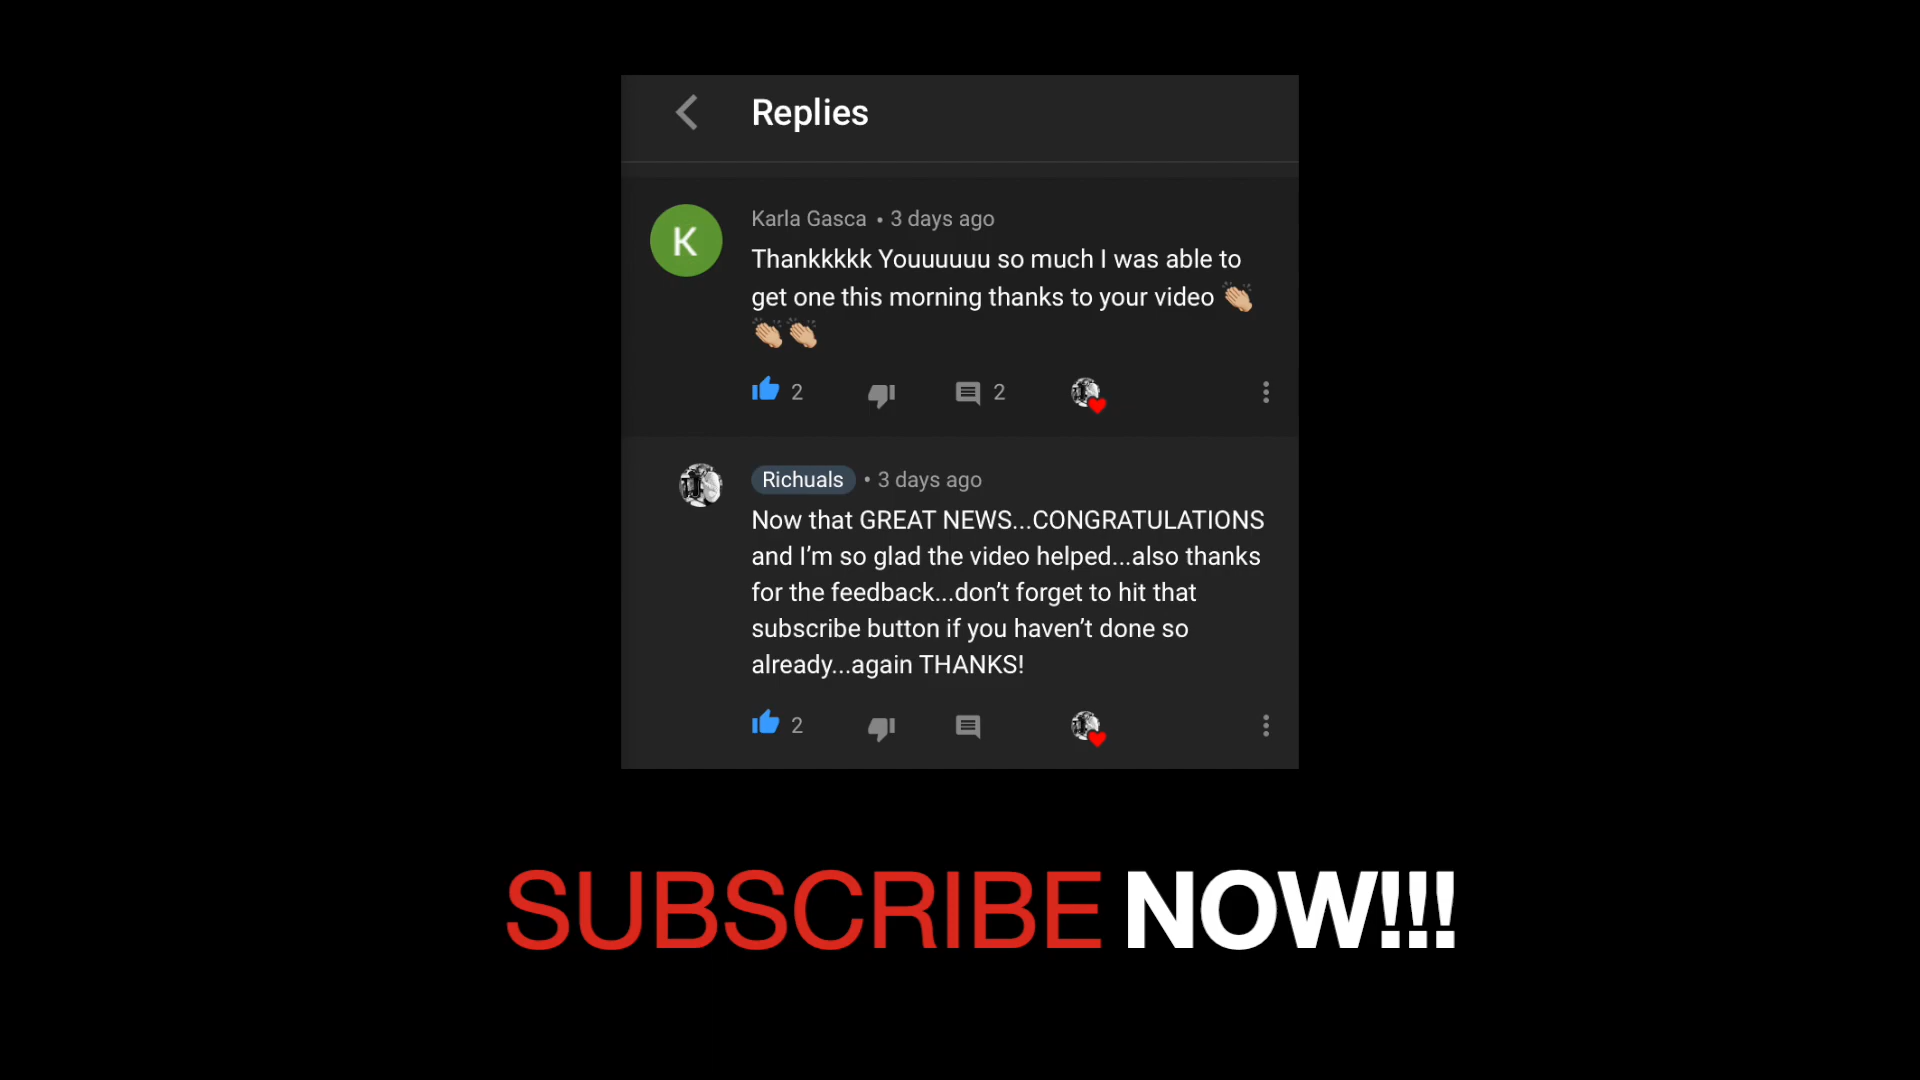 Replies
K
Karla Gasca • 3 days ago
Thankkkkk Youuuuuu so much I was able to
get one this morning thanks to your video 👏🏼
👏🏼👏🏼
2
2
Richuals • 3 days ago
Now that GREAT NEWS...CONGRATULATIONS
and I’m so glad the video helped...also thanks
for the feedback...don’t forget to hit that
subscribe button if you haven’t done so
already...again THANKS!
2
SUBSCRIBE NOW!!!